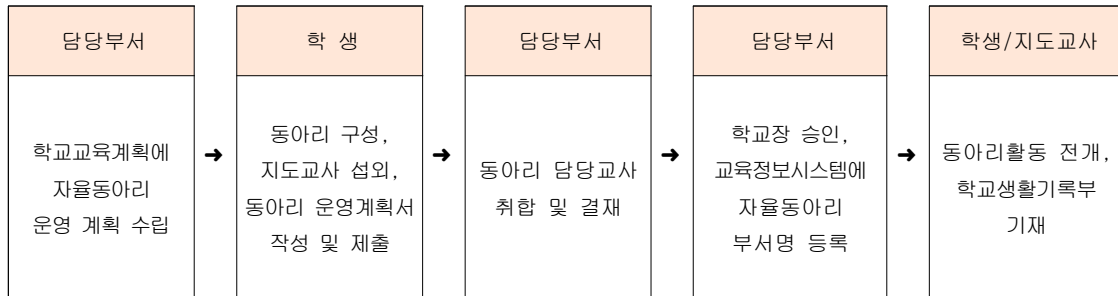 담당부서
학교교육계획에
자율동아리
운영 계획 수립
➜
학 생
동아리 구성,
지도교사 섭외,
동아리 운영계획서
작성 및 제출
➜
담당부서
동아리 담당교사
취합 및 결재
➜
담당부서
학교장 승인,
교육정보시스템에
자율동아리
부서명 등록
➜
학생/지도교사
동아리활동 전개,
학교생활기록부
기재